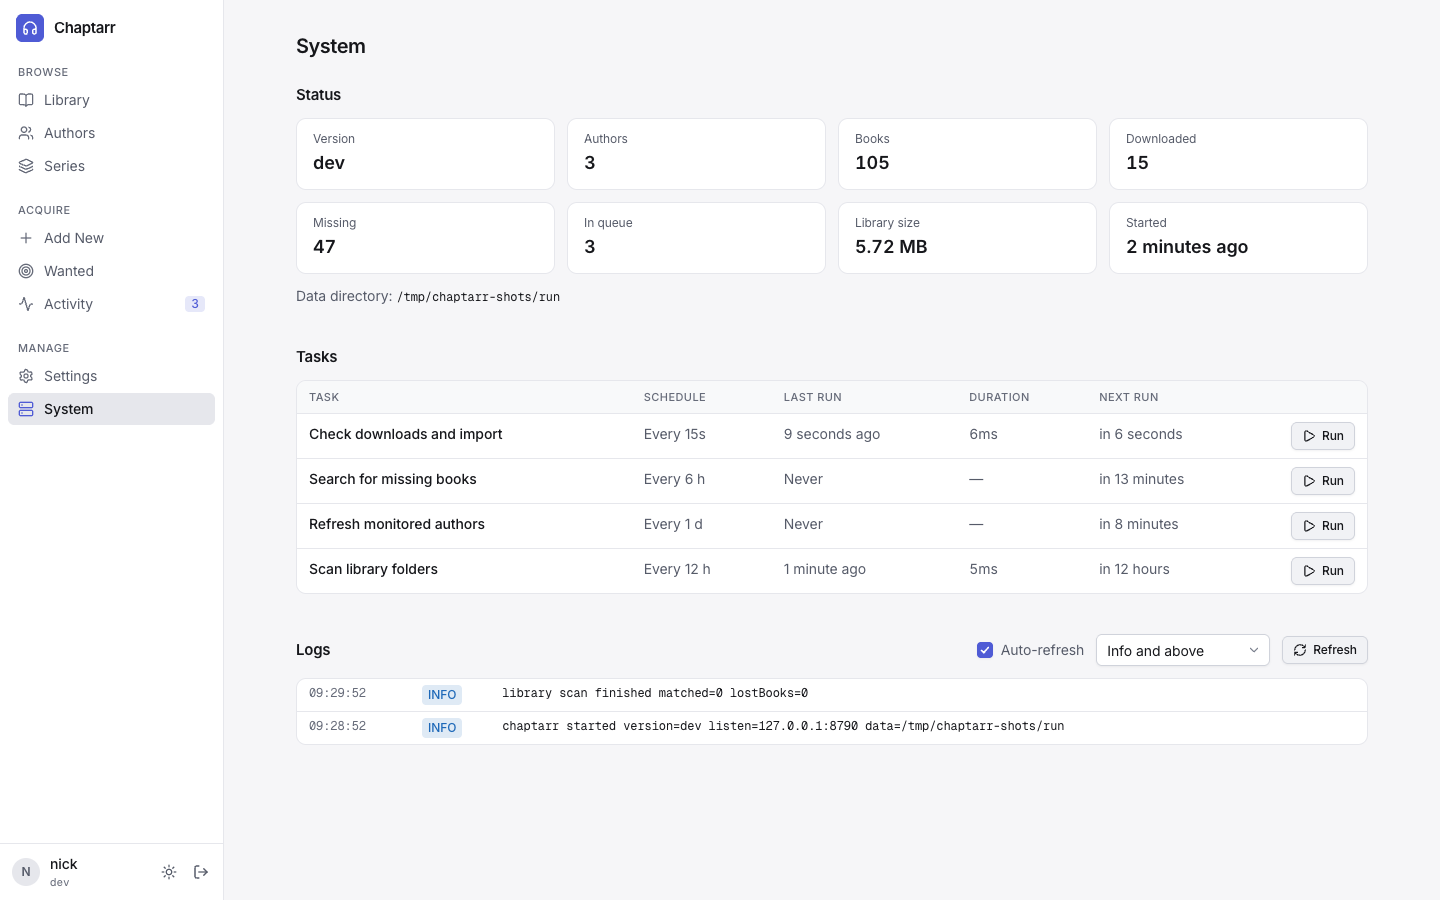 Chaptarr
BROWSE
Library
Authors
Series
ACQUIRE
Add New
Wanted
Activity 3
MANAGE
Settings
System
N nick
dev
System
Status
Version
dev
Authors
3
Books
105
Downloaded
15
Missing
47
In queue
3
Library size
5.72 MB
Started
2 minutes ago
Data directory: /tmp/chaptarr-shots/run
Tasks
TASK SCHEDULE LAST RUN DURATION NEXT RUN
Check downloads and import Every 15s 9 seconds ago 6ms in 6 seconds Run
Search for missing books Every 6 h Never — in 13 minutes Run
Refresh monitored authors Every 1 d Never — in 8 minutes Run
Scan library folders Every 12 h 1 minute ago 5ms in 12 hours Run
Logs Auto-refresh Info and above Refresh
09:29:52 INFO library scan finished matched=0 lostBooks=0
09:28:52 INFO chaptarr started version=dev listen=127.0.0.1:8790 data=/tmp/chaptarr-shots/run